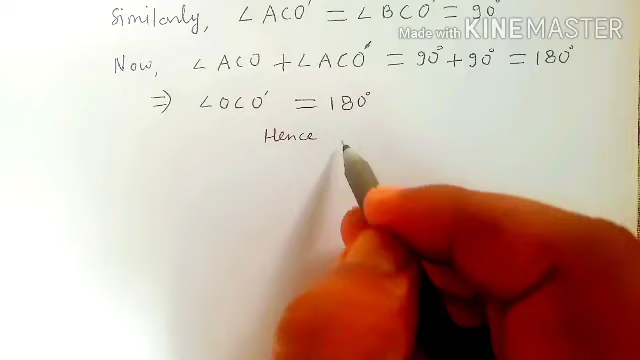 Similarly, ∠ACO' = ∠BCO' = 90°
Made with KINEMASTER
Now, ∠ACO + ∠ACO' = 90° + 90° = 180°
⇒ ∠OCO' = 180°
Hence